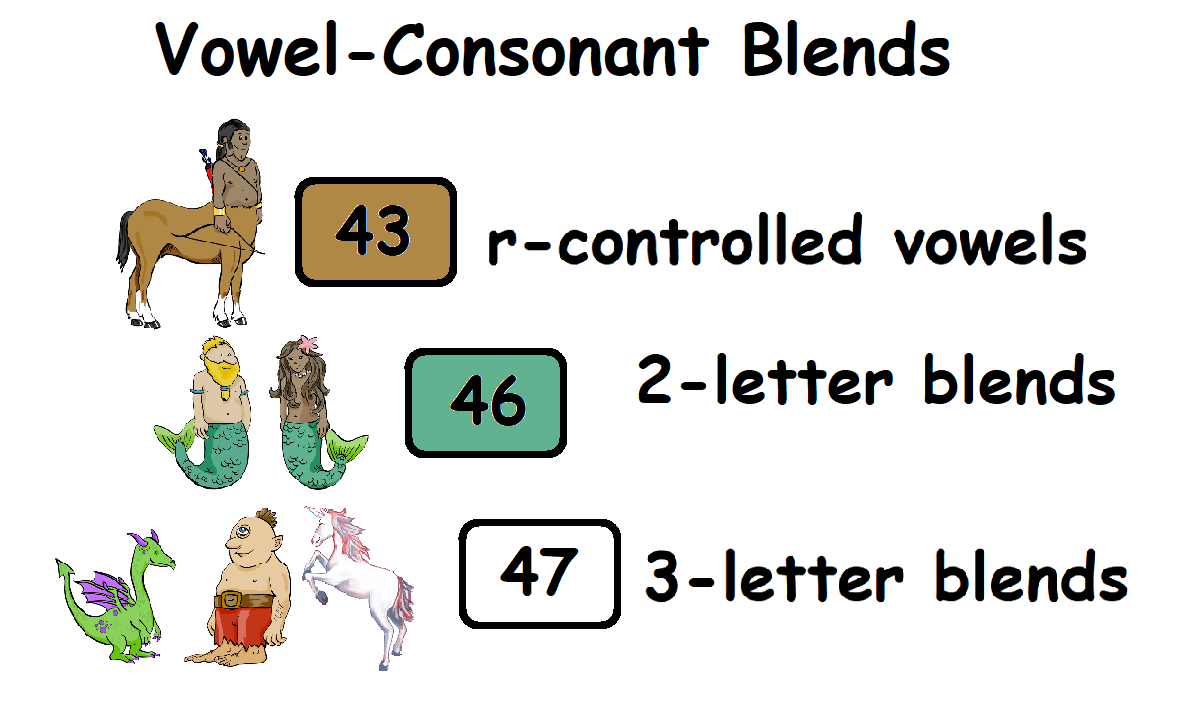 Vowel-Consonant Blends
43 r-controlled vowels
46 2-letter blends
47 3-letter blends